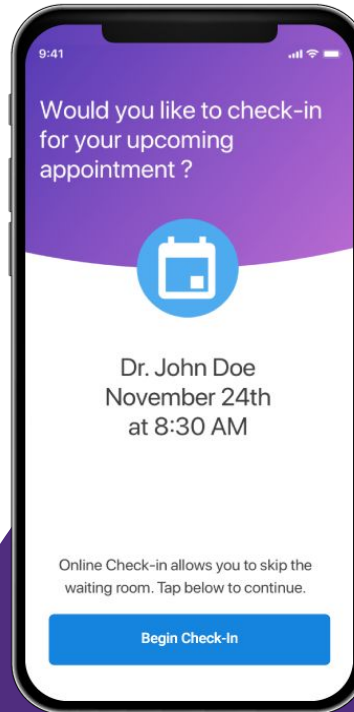 9:41
Would you like to check-in
for your upcoming
appointment ?
Dr. John Doe
November 24th
at 8:30 AM
Online Check-in allows you to skip the
waiting room. Tap below to continue.
Begin Check-In